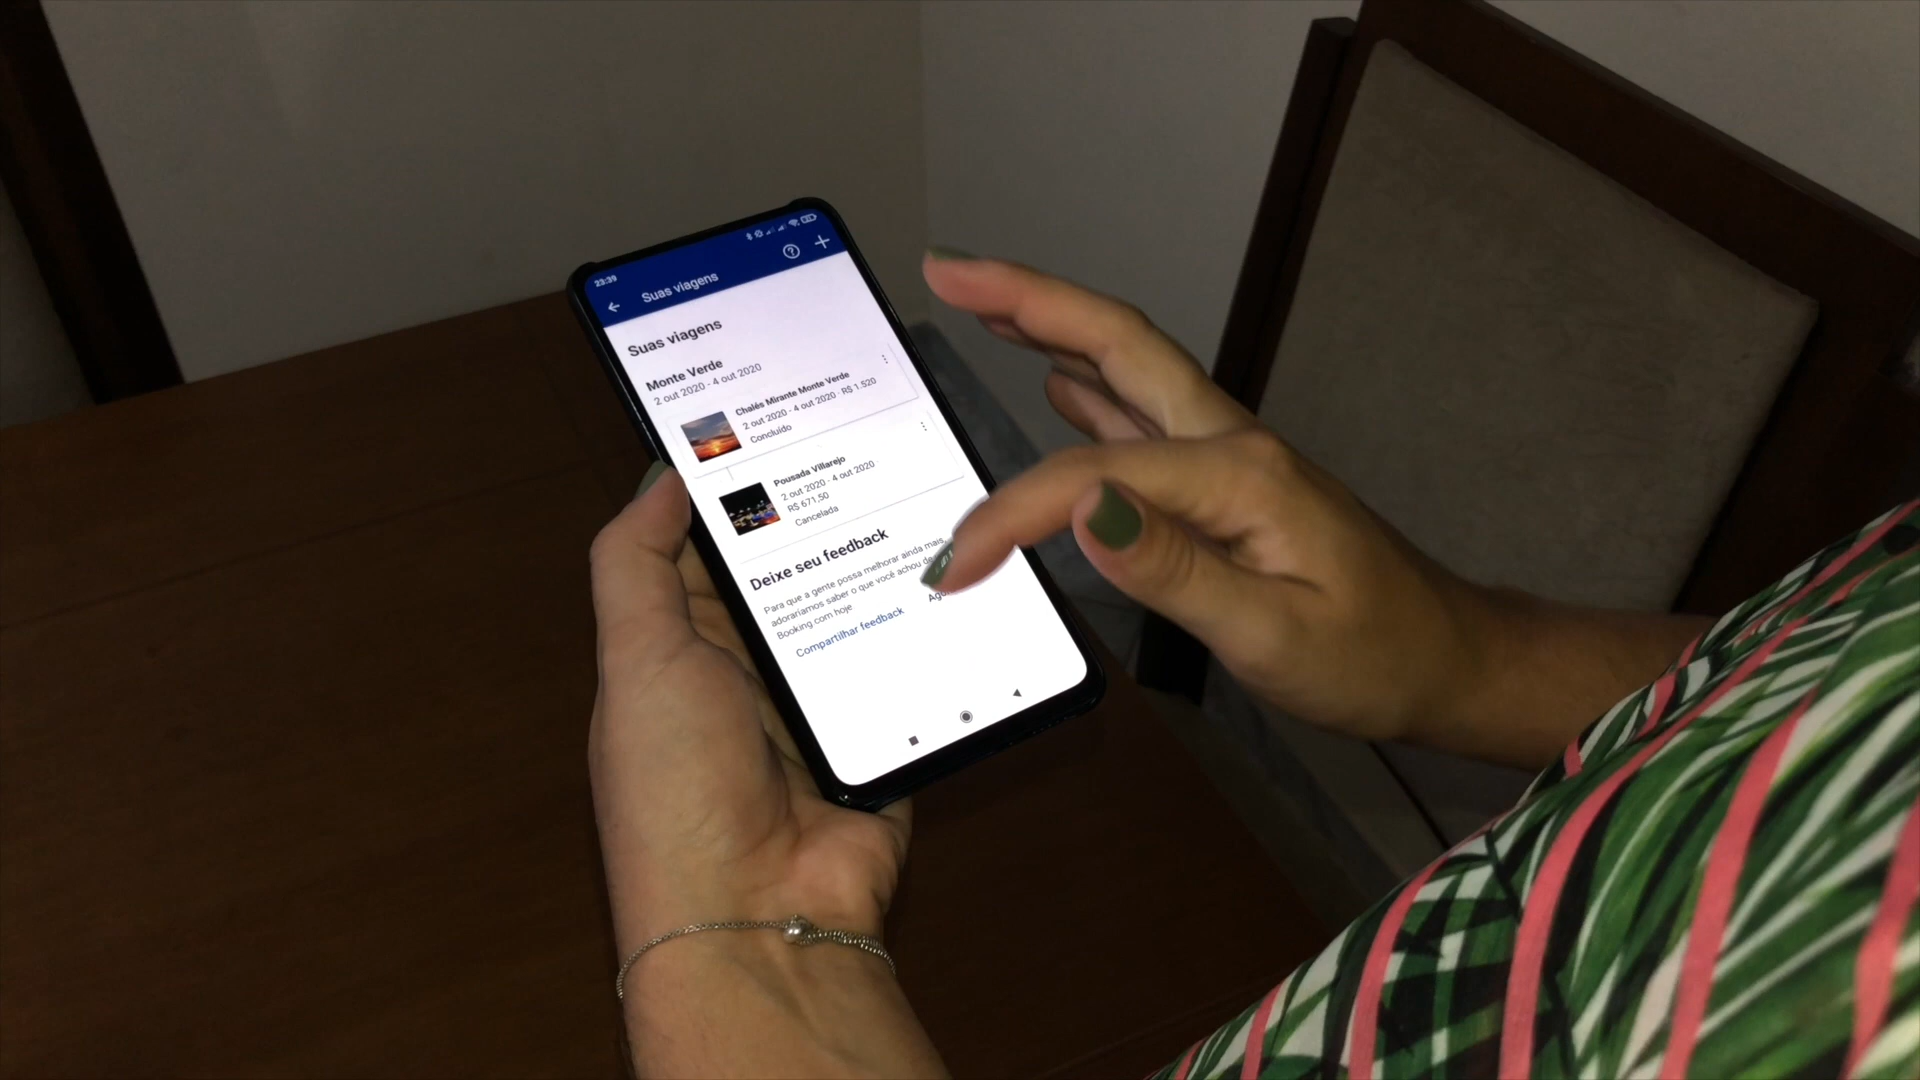 23:39
Suas viagens
Suas viagens
Monte Verde
2 out 2020 - 4 out 2020
Chalés Mirante Monte Verde
2 out 2020 - 4 out 2020 · R$ 1.520
Concluído
Pousada Villarejo
2 out 2020 - 4 out 2020 ·
R$ 671,50
Cancelada
Deixe seu feedback
Para que a gente possa melhorar ainda mais,
adoraríamos saber o que você achou de
Booking com hoje
Compartilhar feedback